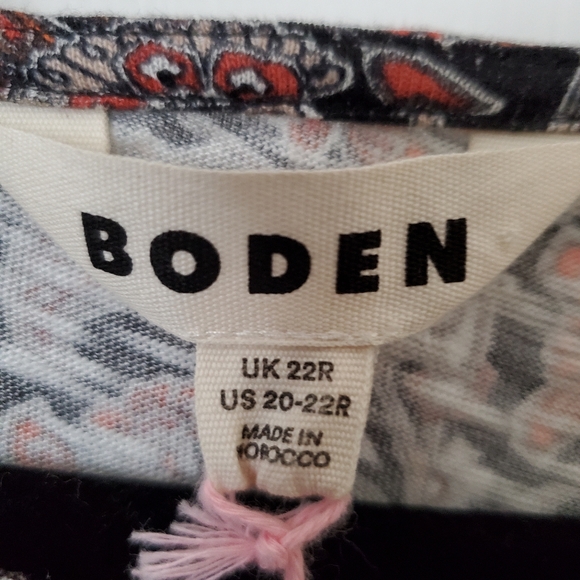 BODEN
UK 22R
US 20-22R
MADE IN
MOROCCO